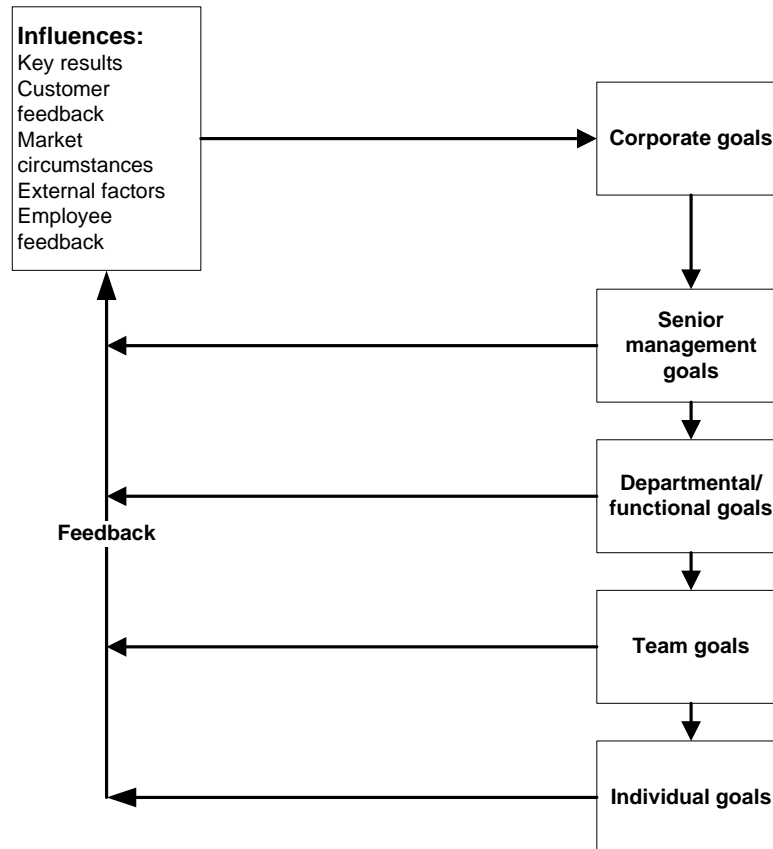 Influences:
Key results
Customer
feedback
Market
circumstances
External factors
Employee
feedback
Corporate goals
Senior
management
goals
Departmental/
functional goals
Feedback
Team goals
Individual goals